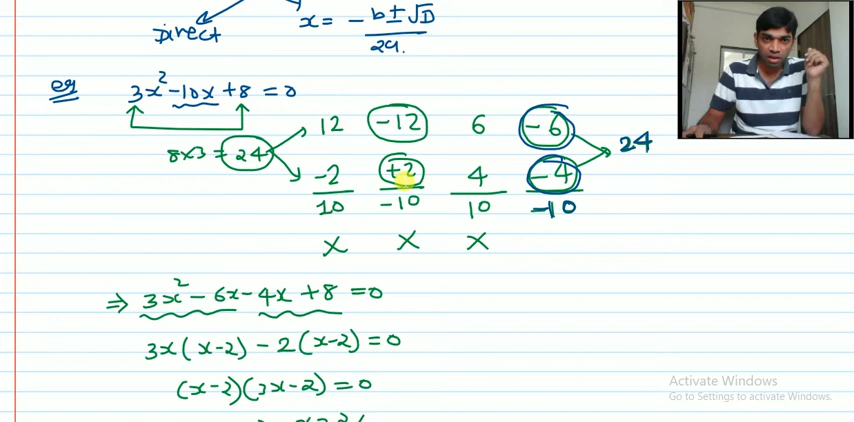 Direct x = -b±√D / 2a.
eg 3x² -10x +8 =0
8x3 = 24
12 -12 6 -6 24
-2 +2 4 -4
10 -10 10 -10
x x x
⇒ 3x² - 6x - 4x + 8 = 0
3x(x-2) - 2(x-2) = 0
(x-2)(3x-2) = 0
Activate Windows
Go to Settings to activate Windows.